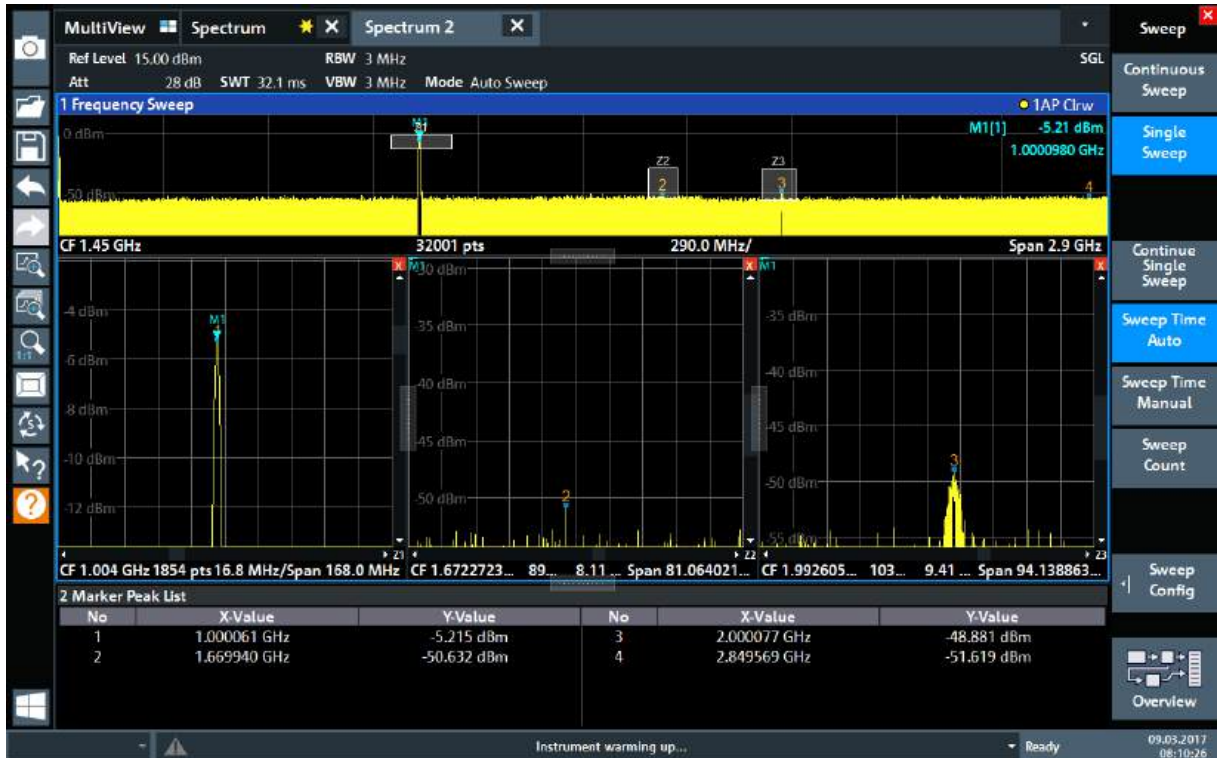 MultiView Spectrum Spectrum 2 Sweep
Ref Level 15.00 dBm RBW 3 MHz SGL
Att 28 dB SWT 32.1 ms VBW 3 MHz Mode Auto Sweep
Continuous
Sweep
1 Frequency Sweep 1AP Clrw
0 dBm M1 M1[1] -5.21 dBm
1.0000980 GHz
Single
Sweep
Z2 Z3
2 3 4
-50 dBm
CF 1.45 GHz 32001 pts 290.0 MHz/ Span 2.9 GHz
Continue
Single
Sweep
M1 -30 dBm M1
-4 dBm M1 -35 dBm -35 dBm
Sweep Time
Auto
-6 dBm -40 dBm -40 dBm
Sweep Time
Manual
-8 dBm -45 dBm -45 dBm
Sweep
Count
-10 dBm 3
-50 dBm 2 -50 dBm
-12 dBm -55 dBm
Z1 Z2 Z3
CF 1.004 GHz 1854 pts 16.8 MHz/ Span 168.0 MHz CF 1.6722723... 89... 8.11 ... Span 81.064021... CF 1.992605... 103... 9.41 ... Span 94.138863...
Sweep
Config
2 Marker Peak List
No X-Value Y-Value No X-Value Y-Value
1 1.000061 GHz -5.215 dBm 3 2.000077 GHz -48.881 dBm
2 1.669940 GHz -50.632 dBm 4 2.849569 GHz -51.619 dBm
Overview
Instrument warming up... Ready 09.03.2017
08:10:26